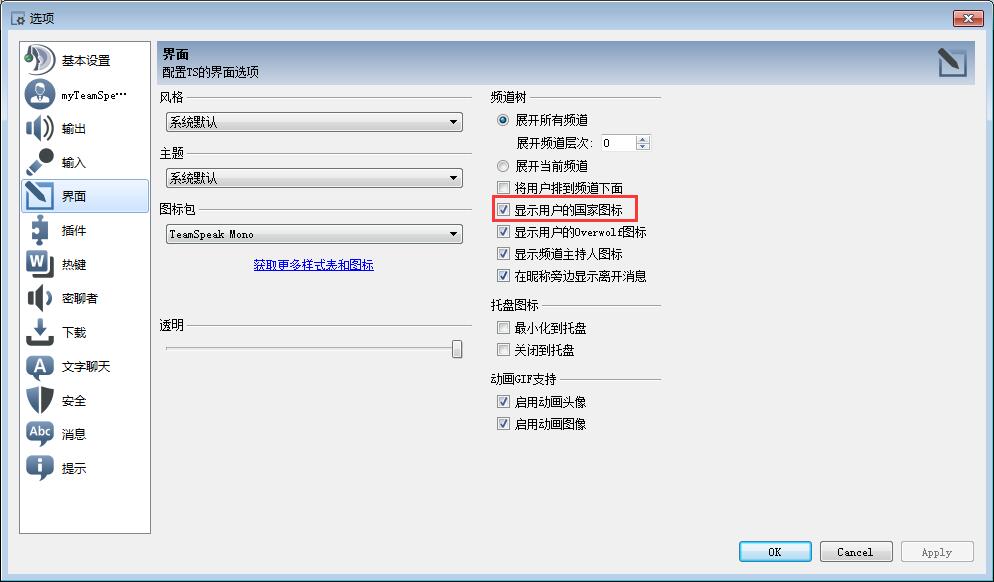 选项
基本设置
myTeamSpe···
输出
输入
界面
插件
热键
密聊者
下载
文字聊天
安全
消息
提示
界面
配置TS的界面选项
风格
系统默认
主题
系统默认
图标包
TeamSpeak Mono
获取更多样式表和图标
透明
频道树
展开所有频道
展开频道层次: 0
展开当前频道
将用户排到频道下面
显示用户的国家图标
显示用户的Overwolf图标
显示频道主持人图标
在昵称旁边显示离开消息
托盘图标
最小化到托盘
关闭到托盘
动画GIF支持
启用动画头像
启用动画图像
OK
Cancel
Apply